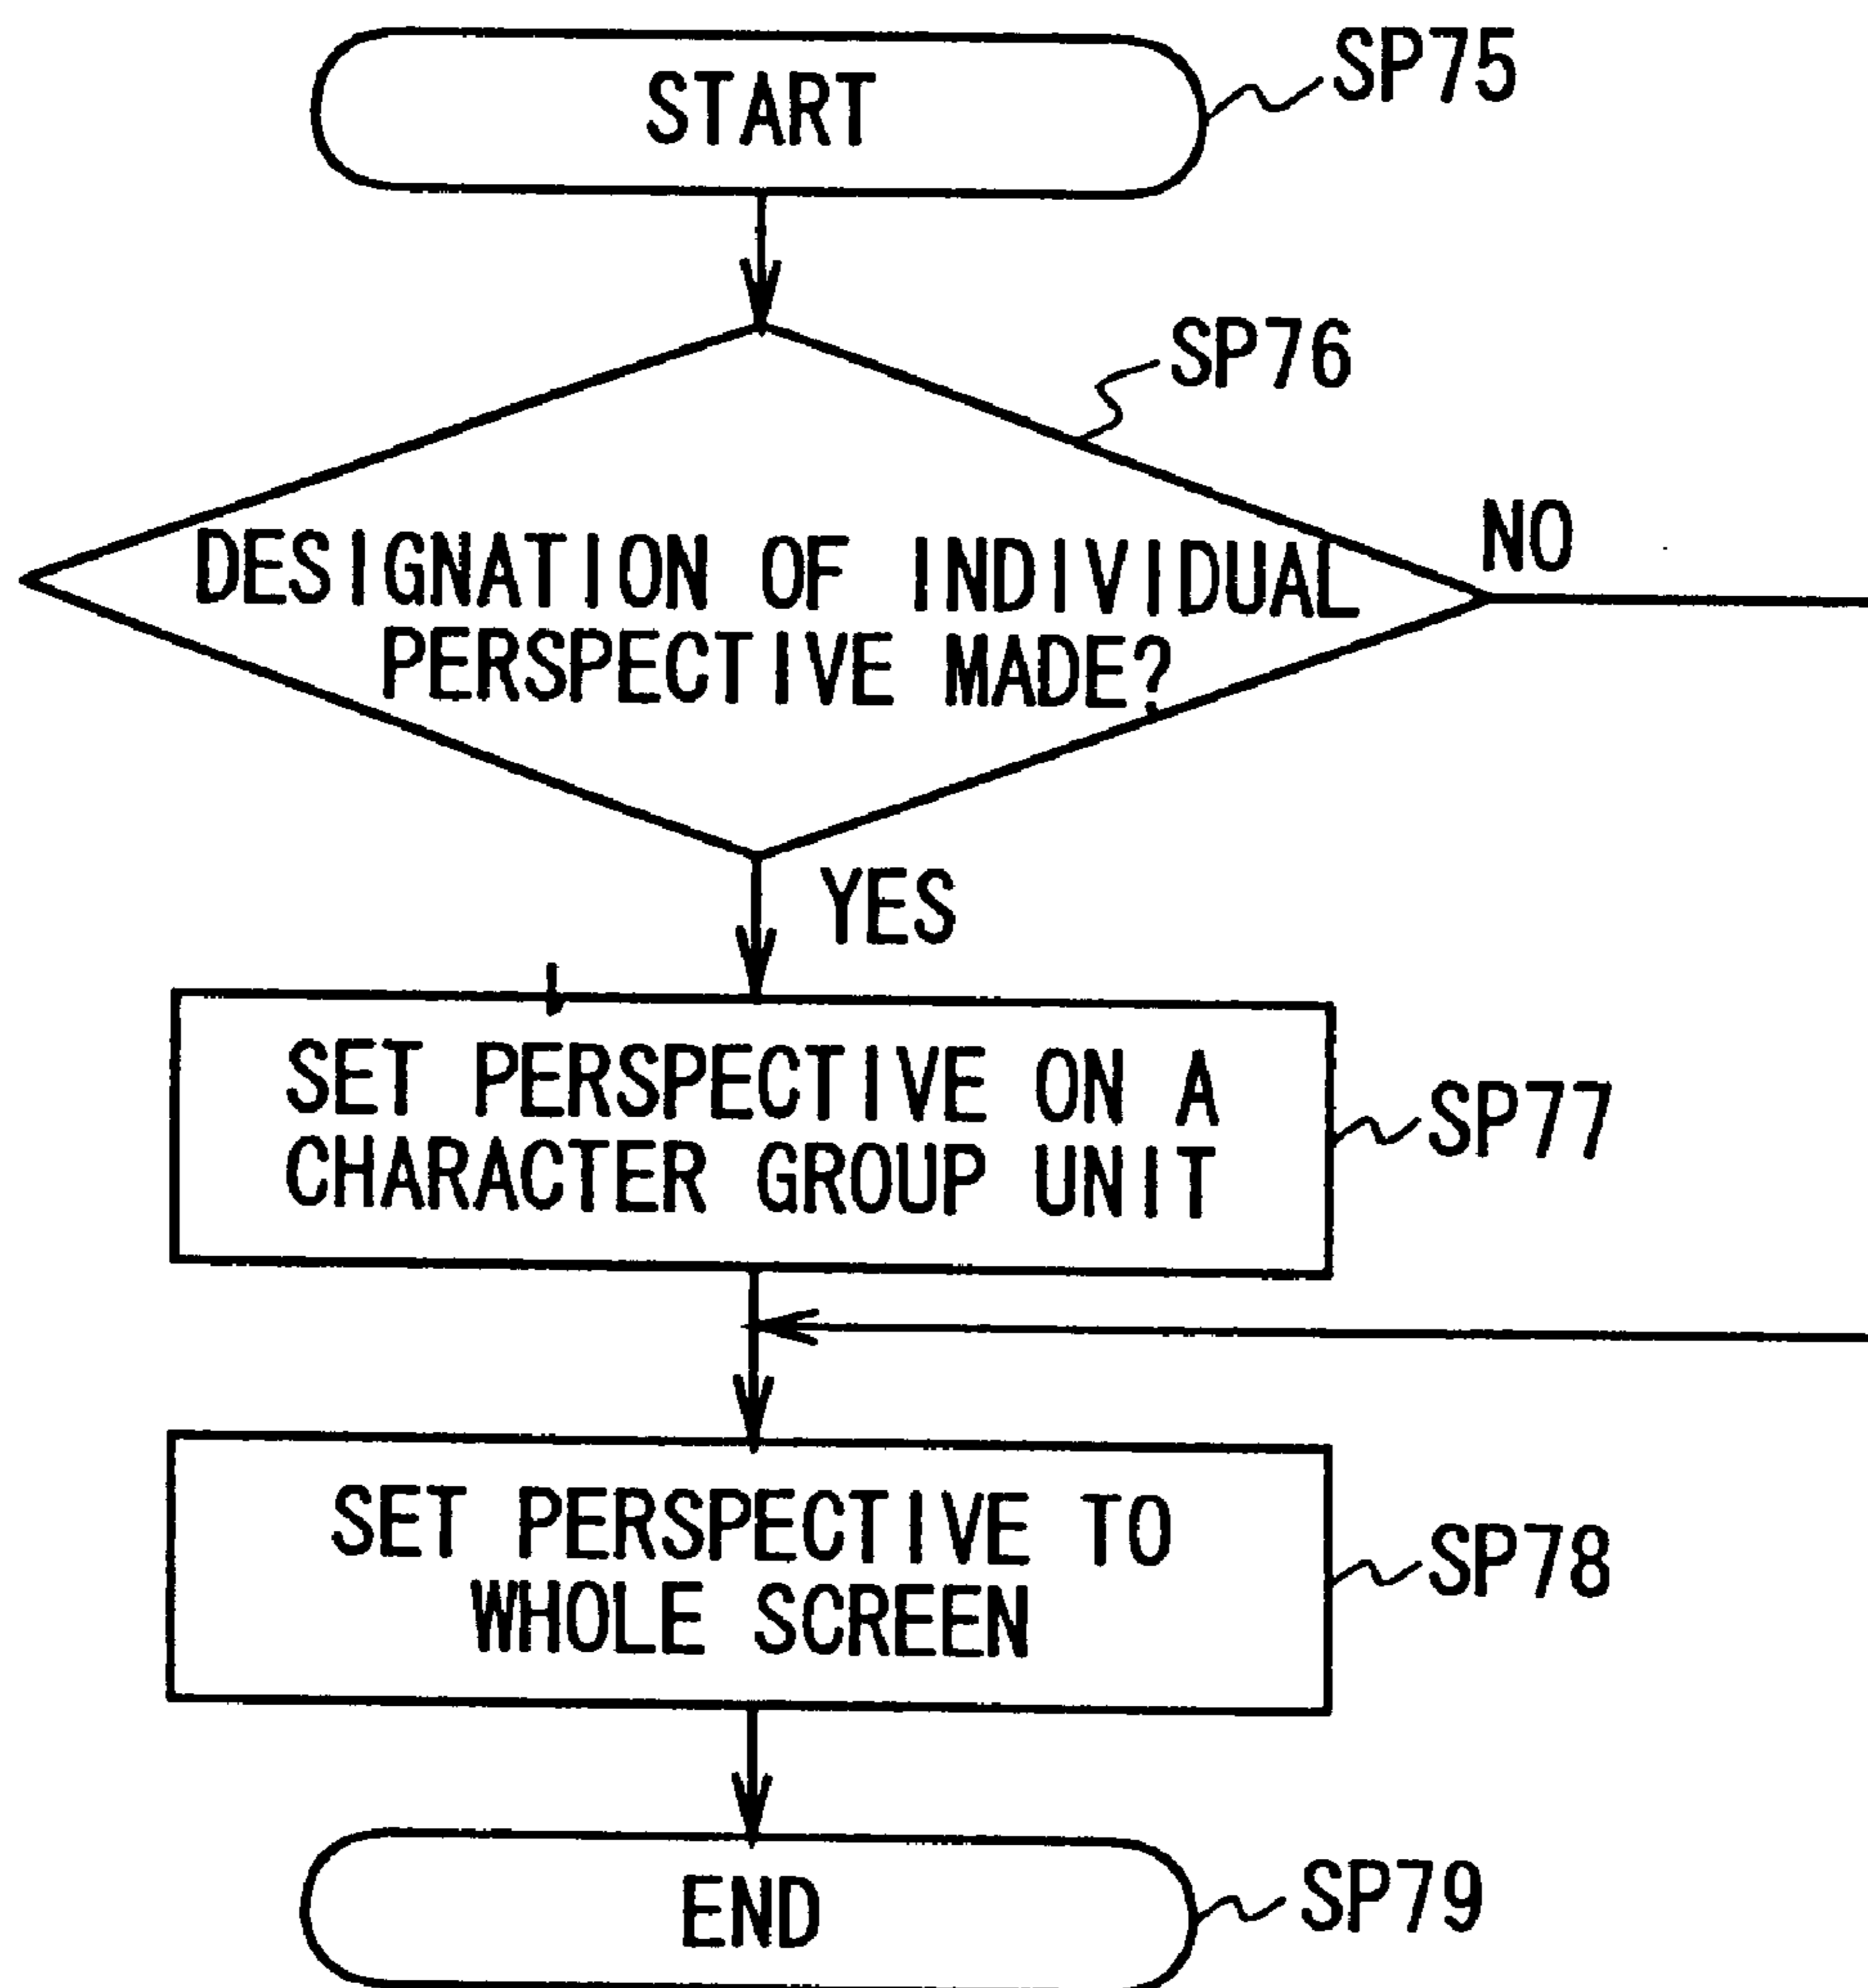 START
SP75
SP76
DESIGNATION OF INDIVIDUAL
PERSPECTIVE MADE?
NO
YES
SET PERSPECTIVE ON A
CHARACTER GROUP UNIT
SP77
SET PERSPECTIVE TO
WHOLE SCREEN
SP78
END
SP79